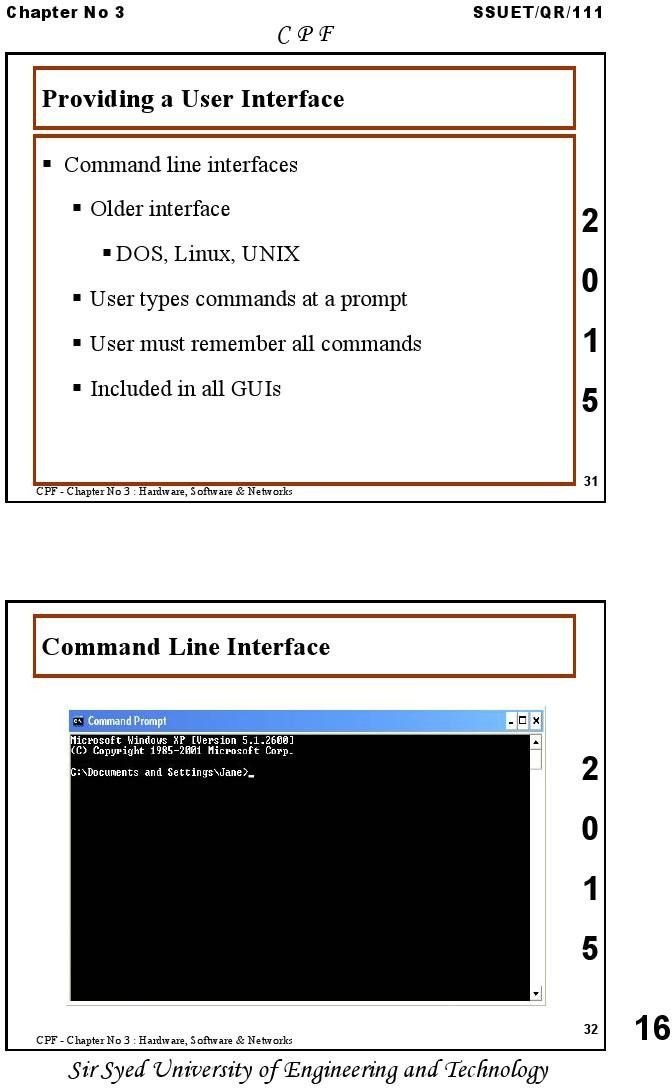 Chapter No 3 SSUET/QR/111
C P F
Providing a User Interface
▪ Command line interfaces
▪ Older interface
▪ DOS, Linux, UNIX
▪ User types commands at a prompt
▪ User must remember all commands
▪ Included in all GUIs
2
0
1
5
31
CPF - Chapter No 3 : Hardware, Software & Networks
Command Line Interface
Command Prompt
Microsoft Windows XP [Version 5.1.2600]
(C) Copyright 1985-2001 Microsoft Corp.
C:\Documents and Settings\Jane>_
2
0
1
5
32
CPF - Chapter No 3 : Hardware, Software & Networks
16
Sir Syed University of Engineering and Technology